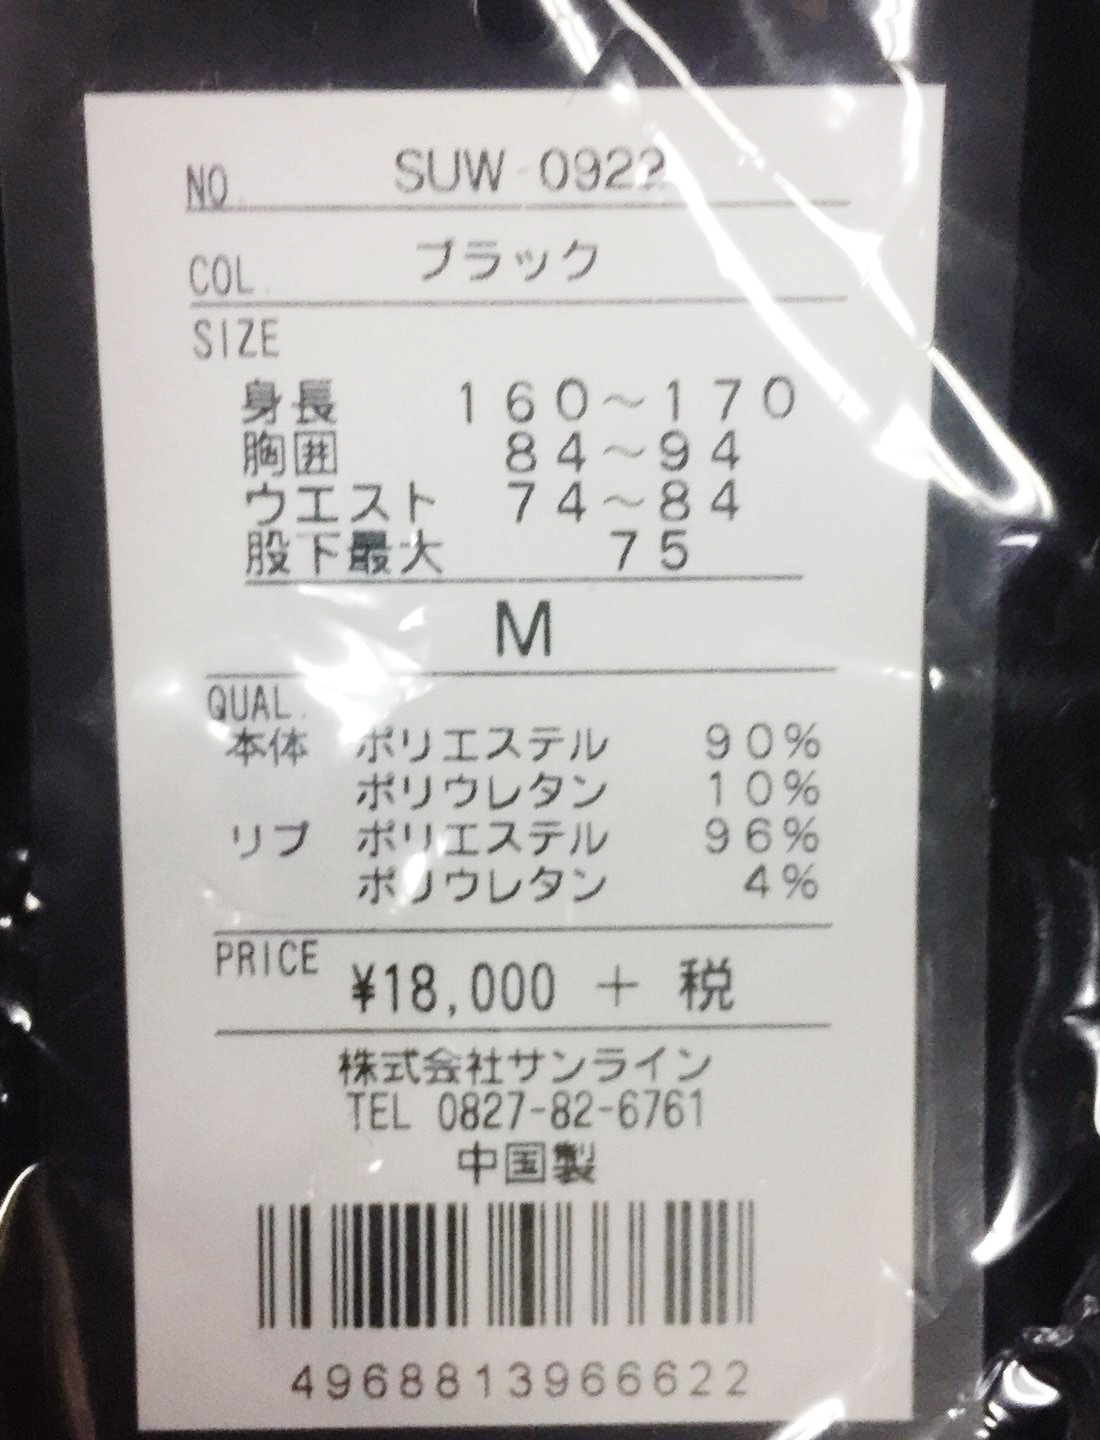 NO. SUW-0922
COL. ブラック
SIZE
身長 160～170
胸囲 84～94
ウエスト 74～84
股下最大 75
M
QUAL.
本体 ポリエステル 90%
ポリウレタン 10%
リブ ポリエステル 96%
ポリウレタン 4%
PRICE ¥18,000 + 税
株式会社サンライン
TEL 0827-82-6761
中国製
4968813966622